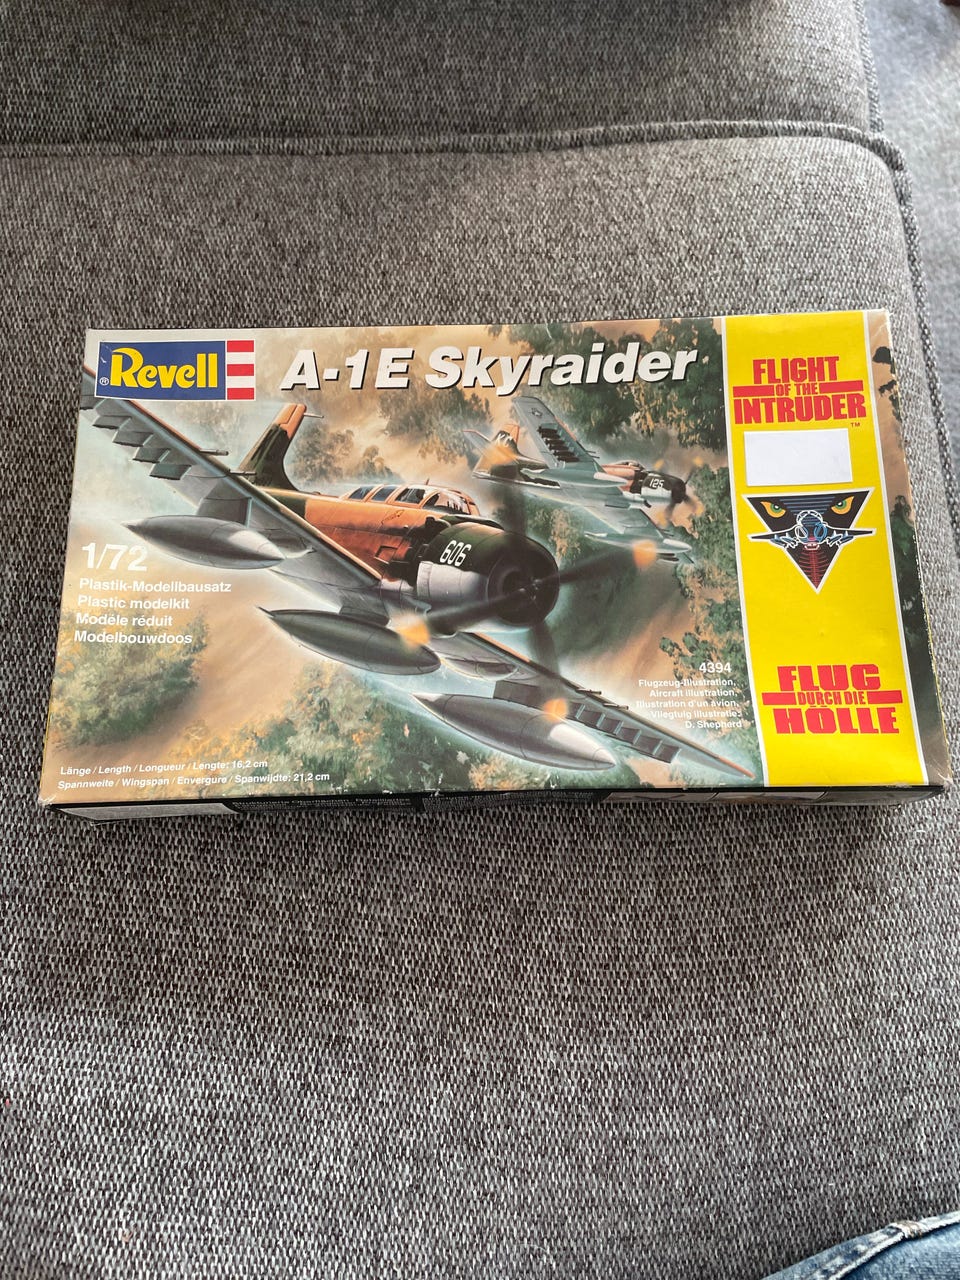 ® Revell
A-1E Skyraider
FLIGHT
OF THE
INTRUDER™
606
125
1/72
Plastik-Modellbausatz
Plastic modelkit
Modèle réduit
Modelbouwdoos
4394
Flugzeug-Illustration,
Aircraft illustration,
Illustration d'un avion,
Vliegtuig illustratie:
D. Shepherd
FLUG
DURCH DIE
HÖLLE
Länge / Length / Longueur / Lengte: 16,2 cm
Spannweite / Wingspan / Envergure / Spanwijdte: 21,2 cm